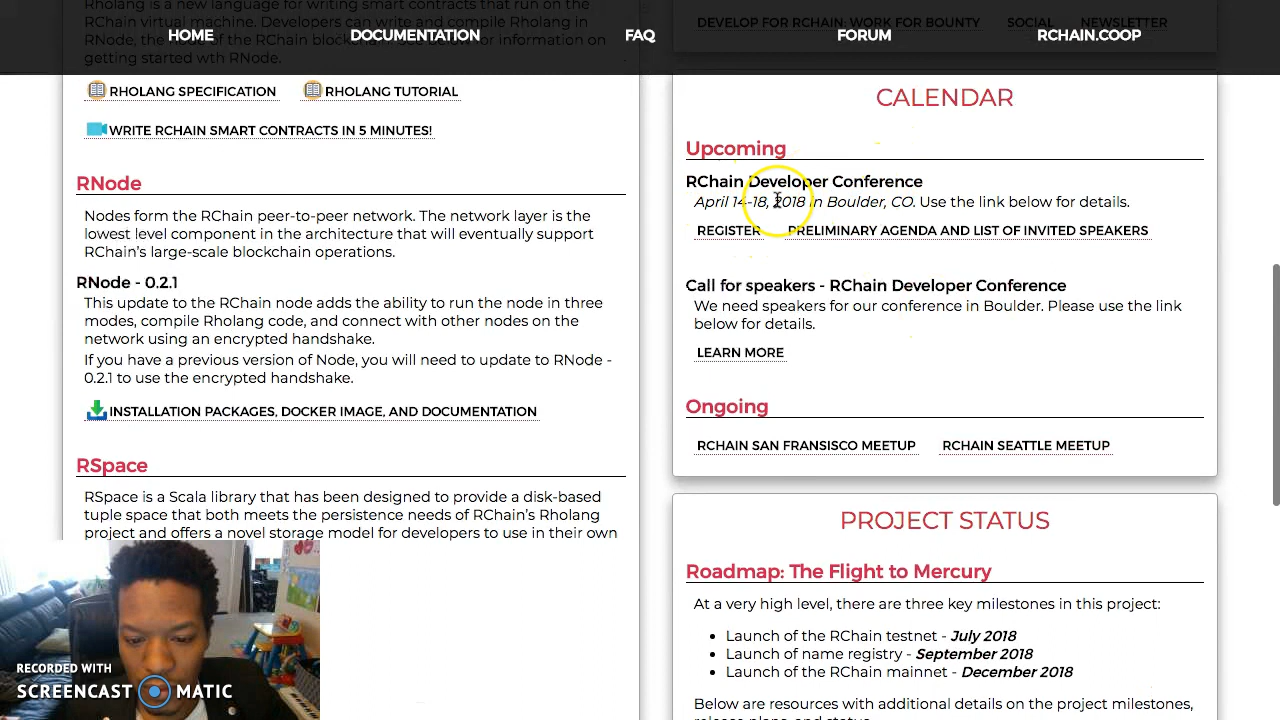 Rholang is a new language for writing smart contracts that run on the
RChain virtual machine. Developers can write and compile Rholang in
RNode, the node of the RChain blockchain. See below for information on
getting started with RNode.
HOME
DOCUMENTATION
FAQ
FORUM
RCHAIN.COOP
DEVELOP FOR RCHAIN: WORK FOR BOUNTY SOCIAL NEWSLETTER
RHOLANG SPECIFICATION RHOLANG TUTORIAL
WRITE RCHAIN SMART CONTRACTS IN 5 MINUTES!
RNode
Nodes form the RChain peer-to-peer network. The network layer is the
lowest level component in the architecture that will eventually support
RChain's large-scale blockchain operations.
RNode - 0.2.1
This update to the RChain node adds the ability to run the node in three
modes, compile Rholang code, and connect with other nodes on the
network using an encrypted handshake.
If you have a previous version of Node, you will need to update to RNode -
0.2.1 to use the encrypted handshake.
INSTALLATION PACKAGES, DOCKER IMAGE, AND DOCUMENTATION
RSpace
RSpace is a Scala library that has been designed to provide a disk-based
tuple space that both meets the persistence needs of RChain's Rholang
project and offers a novel storage model for developers to use in their own
CALENDAR
Upcoming
RChain Developer Conference
April 14-18, 2018 in Boulder, CO. Use the link below for details.
REGISTER PRELIMINARY AGENDA AND LIST OF INVITED SPEAKERS
Call for speakers - RChain Developer Conference
We need speakers for our conference in Boulder. Please use the link
below for details.
LEARN MORE
Ongoing
RCHAIN SAN FRANSISCO MEETUP RCHAIN SEATTLE MEETUP
PROJECT STATUS
Roadmap: The Flight to Mercury
At a very high level, there are three key milestones in this project:
Launch of the RChain testnet - July 2018
Launch of name registry - September 2018
Launch of the RChain mainnet - December 2018
Below are resources with additional details on the project milestones,
release plans, and status.
RECORDED WITH
SCREENCAST MATIC